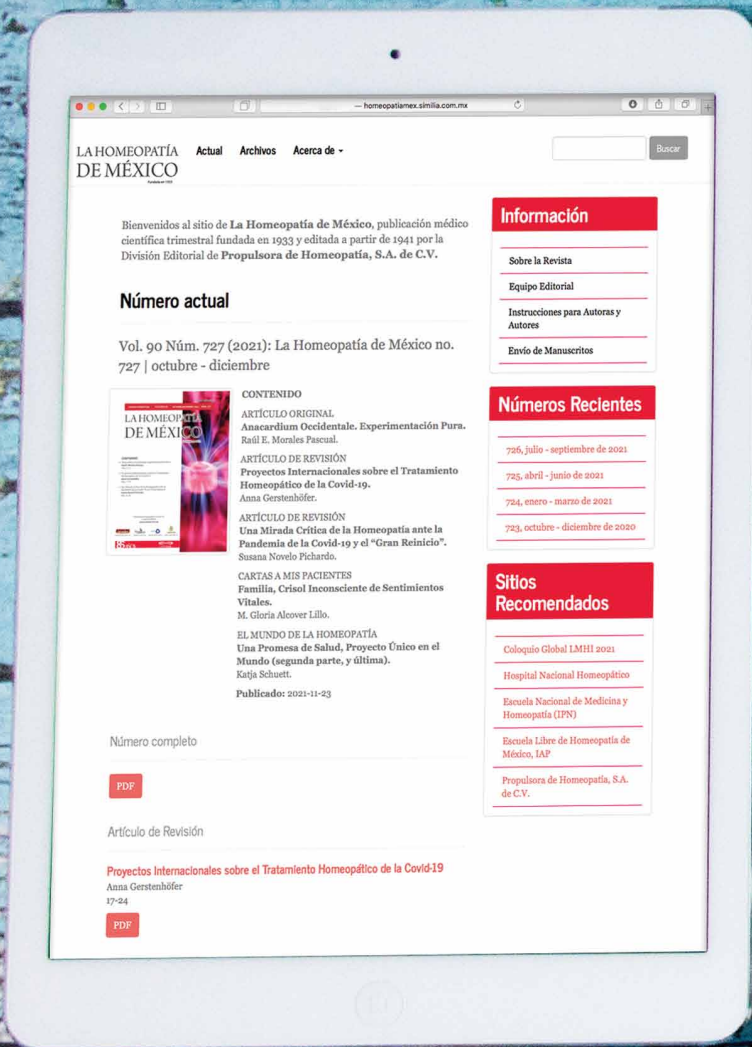 — homeopatiamex.similia.com.mx
LA HOMEOPATÍA
DE MÉXICO
Actual
Archivos
Acerca de
Buscar
Bienvenidos al sitio de La Homeopatía de México, publicación médico
científica trimestral fundada en 1933 y editada a partir de 1941 por la
División Editorial de Propulsora de Homeopatía, S.A. de C.V.
Número actual
Vol. 90 Núm. 727 (2021): La Homeopatía de México no.
727 | octubre - diciembre
LA HOMEOPATÍA
DE MÉXICO
CONTENIDO
ARTÍCULO ORIGINAL
Anacardium Occidentale. Experimentación Pura.
Raúl E. Morales Pascual.
ARTÍCULO DE REVISIÓN
Proyectos Internacionales sobre el Tratamiento
Homeopático de la Covid-19.
Anna Gerstenhöfer.
ARTÍCULO DE REVISIÓN
Una Mirada Crítica de la Homeopatía ante la
Pandemia de la Covid-19 y el “Gran Reinicio”.
Susana Novelo Pichardo.
CARTAS A MIS PACIENTES
Familia, Crisol Inconsciente de Sentimientos
Vitales.
M. Gloria Alcover Lillo.
EL MUNDO DE LA HOMEOPATÍA
Una Promesa de Salud, Proyecto Único en el
Mundo (segunda parte, y última).
Katja Schuett.
Publicado: 2021-11-23
Número completo
PDF
Artículo de Revisión
Proyectos Internacionales sobre el Tratamiento Homeopático de la Covid-19
Anna Gerstenhöfer
17-24
PDF
Información
Sobre la Revista
Equipo Editorial
Instrucciones para Autoras y
Autores
Envío de Manuscritos
Números Recientes
726, julio - septiembre de 2021
725, abril - junio de 2021
724, enero - marzo de 2021
723, octubre - diciembre de 2020
Sitios
Recomendados
Coloquio Global LMHI 2021
Hospital Nacional Homeopático
Escuela Nacional de Medicina y
Homeopatía (IPN)
Escuela Libre de Homeopatía de
México, IAP
Propulsora de Homeopatía, S.A.
de C.V.